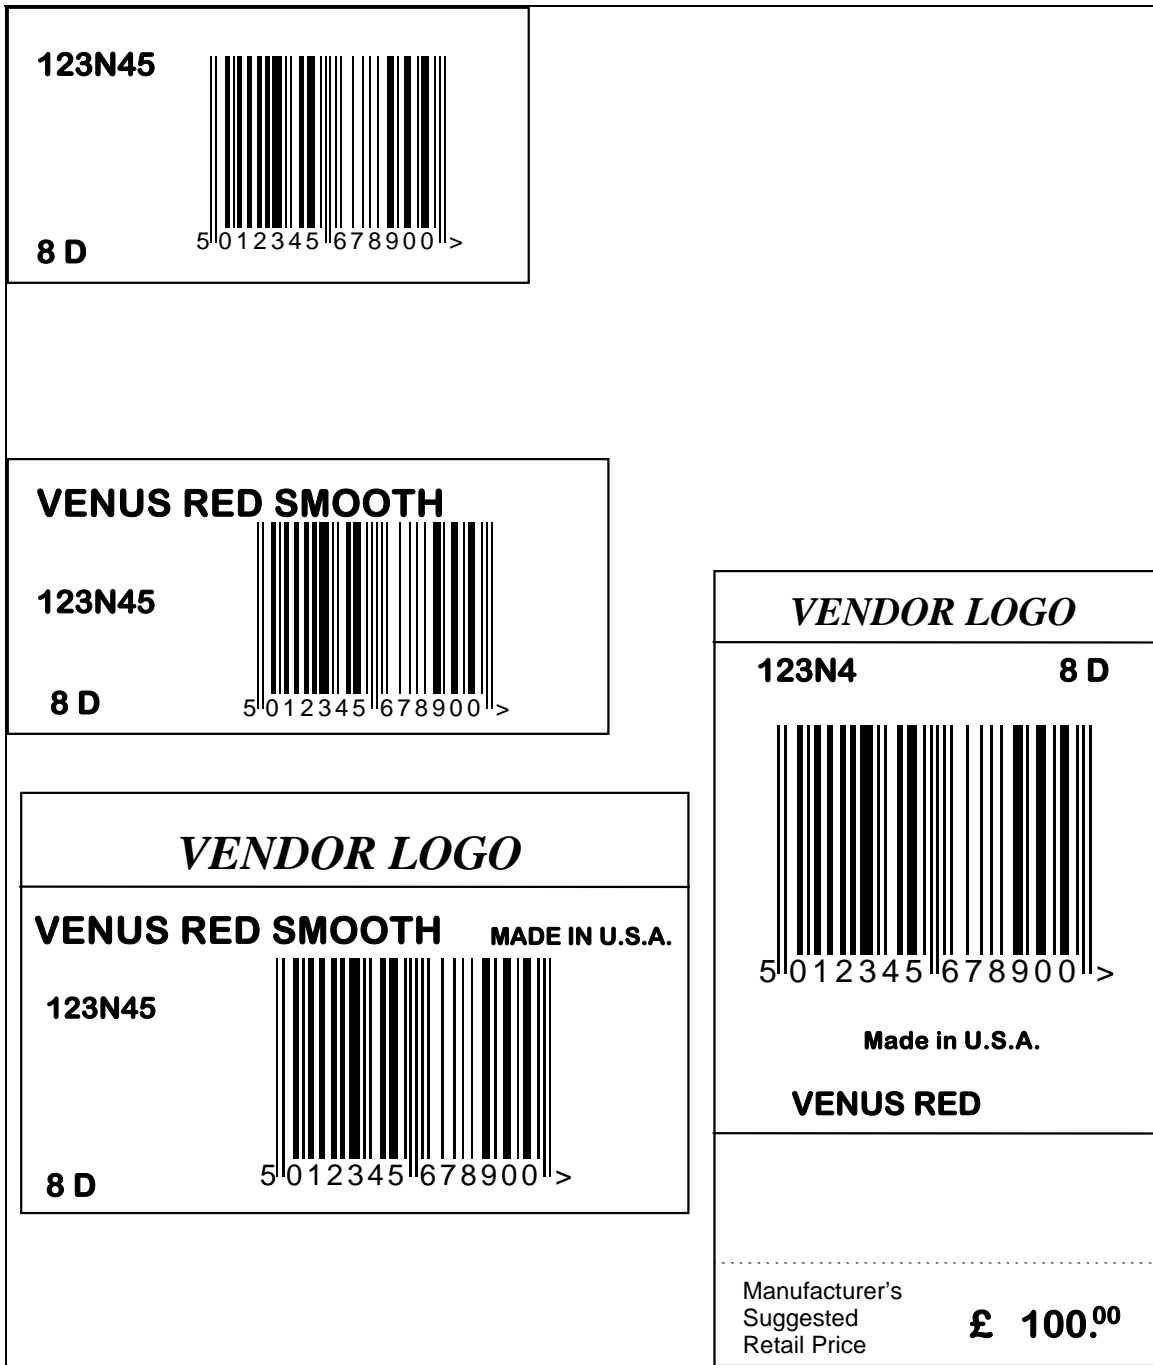 123N45
5 012345 678900 >
8 D
VENUS RED SMOOTH
123N45
8 D
5 012345 678900 >
VENDOR LOGO
VENUS RED SMOOTH MADE IN U.S.A.
123N45
5 012345 678900 >
8 D
VENDOR LOGO
123N4 8 D
5 012345 678900 >
Made in U.S.A.
VENUS RED
Manufacturer's
Suggested
Retail Price
£ 100.00